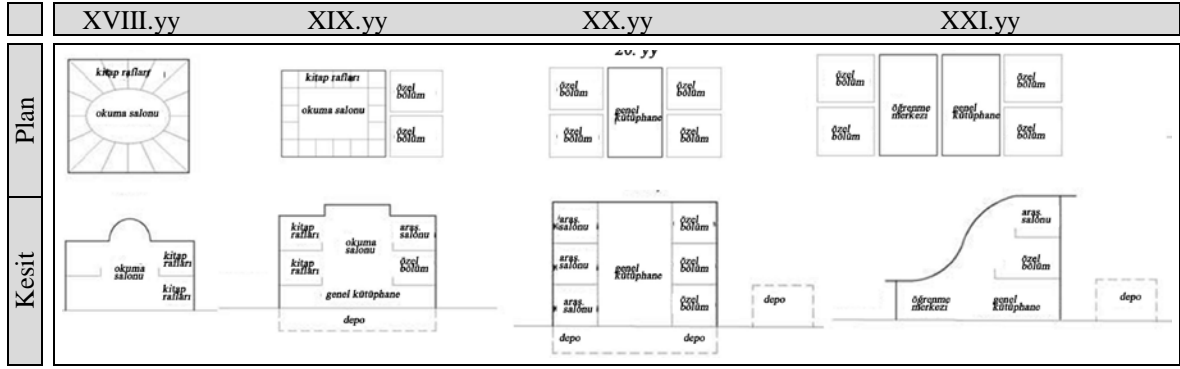 XVIII.yy XIX.yy XX.yy XXI.yy
Plan
kitap rafları
okuma salonu
kitap rafları
okuma salonu
özel
bölüm
özel
bölüm
20. yy
özel
bölüm
özel
bölüm
genel
kütüphane
özel
bölüm
özel
bölüm
özel
bölüm
özel
bölüm
öğrenme
merkezi
genel
kütüphane
özel
bölüm
özel
bölüm
Kesit
okuma
salonu
kitap
rafları
kitap
rafları
kitap
rafları
kitap
rafları
okuma
salonu
araş.
salonu
özel
bölüm
genel kütüphane
depo
araş.
salonu
araş.
salonu
araş.
salonu
genel
kütüphane
özel
bölüm
özel
bölüm
özel
bölüm
depo
depo
depo
araş.
salonu
özel
bölüm
öğrenme
merkezi
genel
kütüphane
depo